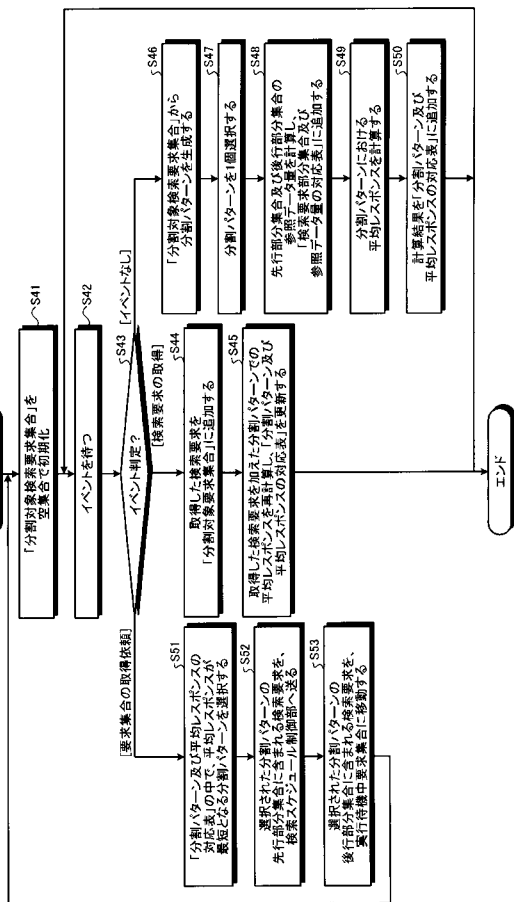 S41
「分割対象検索要求集合」を
空集合で初期化
S42
イベントを待つ
S43
イベント判定？
[イベントなし]
[検索要求の取得]
[要求集合の取得依頼]
S46
「分割対象検索要求集合」から
分割パターンを生成する
S47
分割パターンを1個選択する
S48
先行部分集合及び後行部分集合の
参照データ量を計算し、
「検索要求部分集合及び
参照データ量の対応表」に追加する
S49
分割パターンにおける
平均レスポンスを計算する
S50
計算結果を「分割パターン及び
平均レスポンスの対応表」に追加する
S44
取得した検索要求を
「分割対象要求集合」に追加する
S45
取得した検索要求を加えた分割パターンでの
平均レスポンスを再計算し、「分割パターン及び
平均レスポンスの対応表」を更新する
S51
「分割パターン及び平均レスポンスの
対応表」の中で、平均レスポンスが
最短となる分割パターンを選択する
S52
選択された分割パターンの
先行部分集合に含まれる検索要求を、
検索スケジュール制御部へ送る
S53
選択された分割パターンの
後行部分集合に含まれる検索要求を、
実行待機中要求集合に移動する
エンド